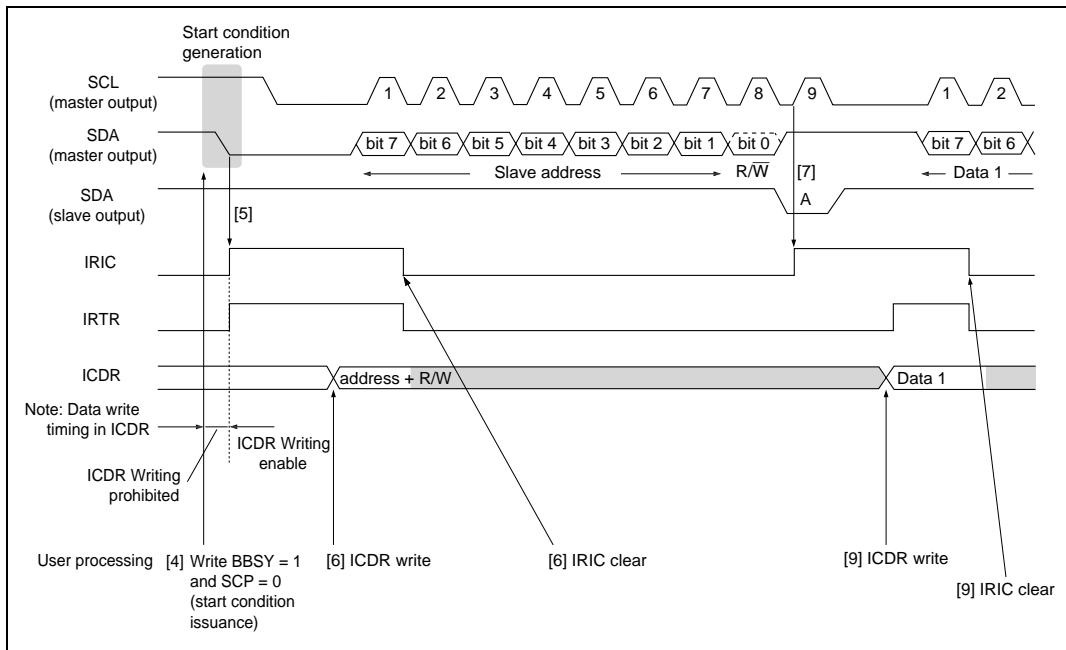 Start condition
generation
SCL
(master output)
1 2 3 4 5 6 7 8 9 1 2
SDA
(master output)
bit 7 bit 6 bit 5 bit 4 bit 3 bit 2 bit 1 bit 0 bit 7 bit 6
Slave address R/W̅ [7] Data 1
SDA
(slave output)
[5]
A
IRIC
IRTR
ICDR
address + R/W
Data 1
Note: Data write
timing in ICDR
ICDR Writing
enable
ICDR Writing
prohibited
User processing
[4] Write BBSY = 1
and SCP = 0
(start condition
issuance)
[6] ICDR write
[6] IRIC clear
[9] ICDR write
[9] IRIC clear